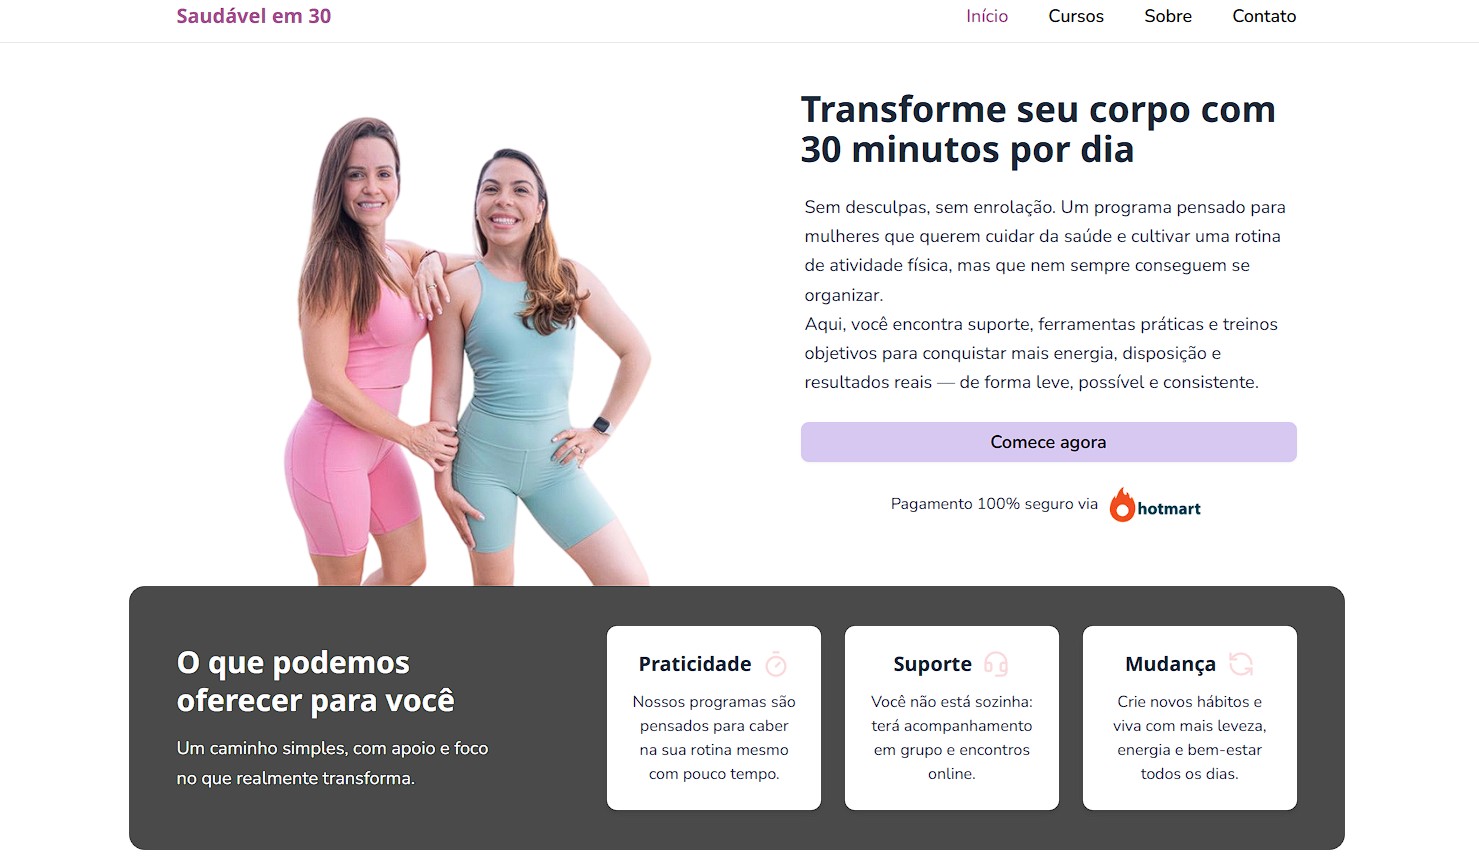 Saudável em 30
Início
Cursos
Sobre
Contato
Transforme seu corpo com
30 minutos por dia
Sem desculpas, sem enrolação. Um programa pensado para
mulheres que querem cuidar da saúde e cultivar uma rotina
de atividade física, mas que nem sempre conseguem se
organizar.
Aqui, você encontra suporte, ferramentas práticas e treinos
objetivos para conquistar mais energia, disposição e
resultados reais — de forma leve, possível e consistente.
Comece agora
Pagamento 100% seguro via
hotmart
O que podemos
oferecer para você
Um caminho simples, com apoio e foco
no que realmente transforma.
Praticidade
Nossos programas são
pensados para caber
na sua rotina mesmo
com pouco tempo.
Suporte
Você não está sozinha:
terá acompanhamento
em grupo e encontros
online.
Mudança
Crie novos hábitos e
viva com mais leveza,
energia e bem-estar
todos os dias.